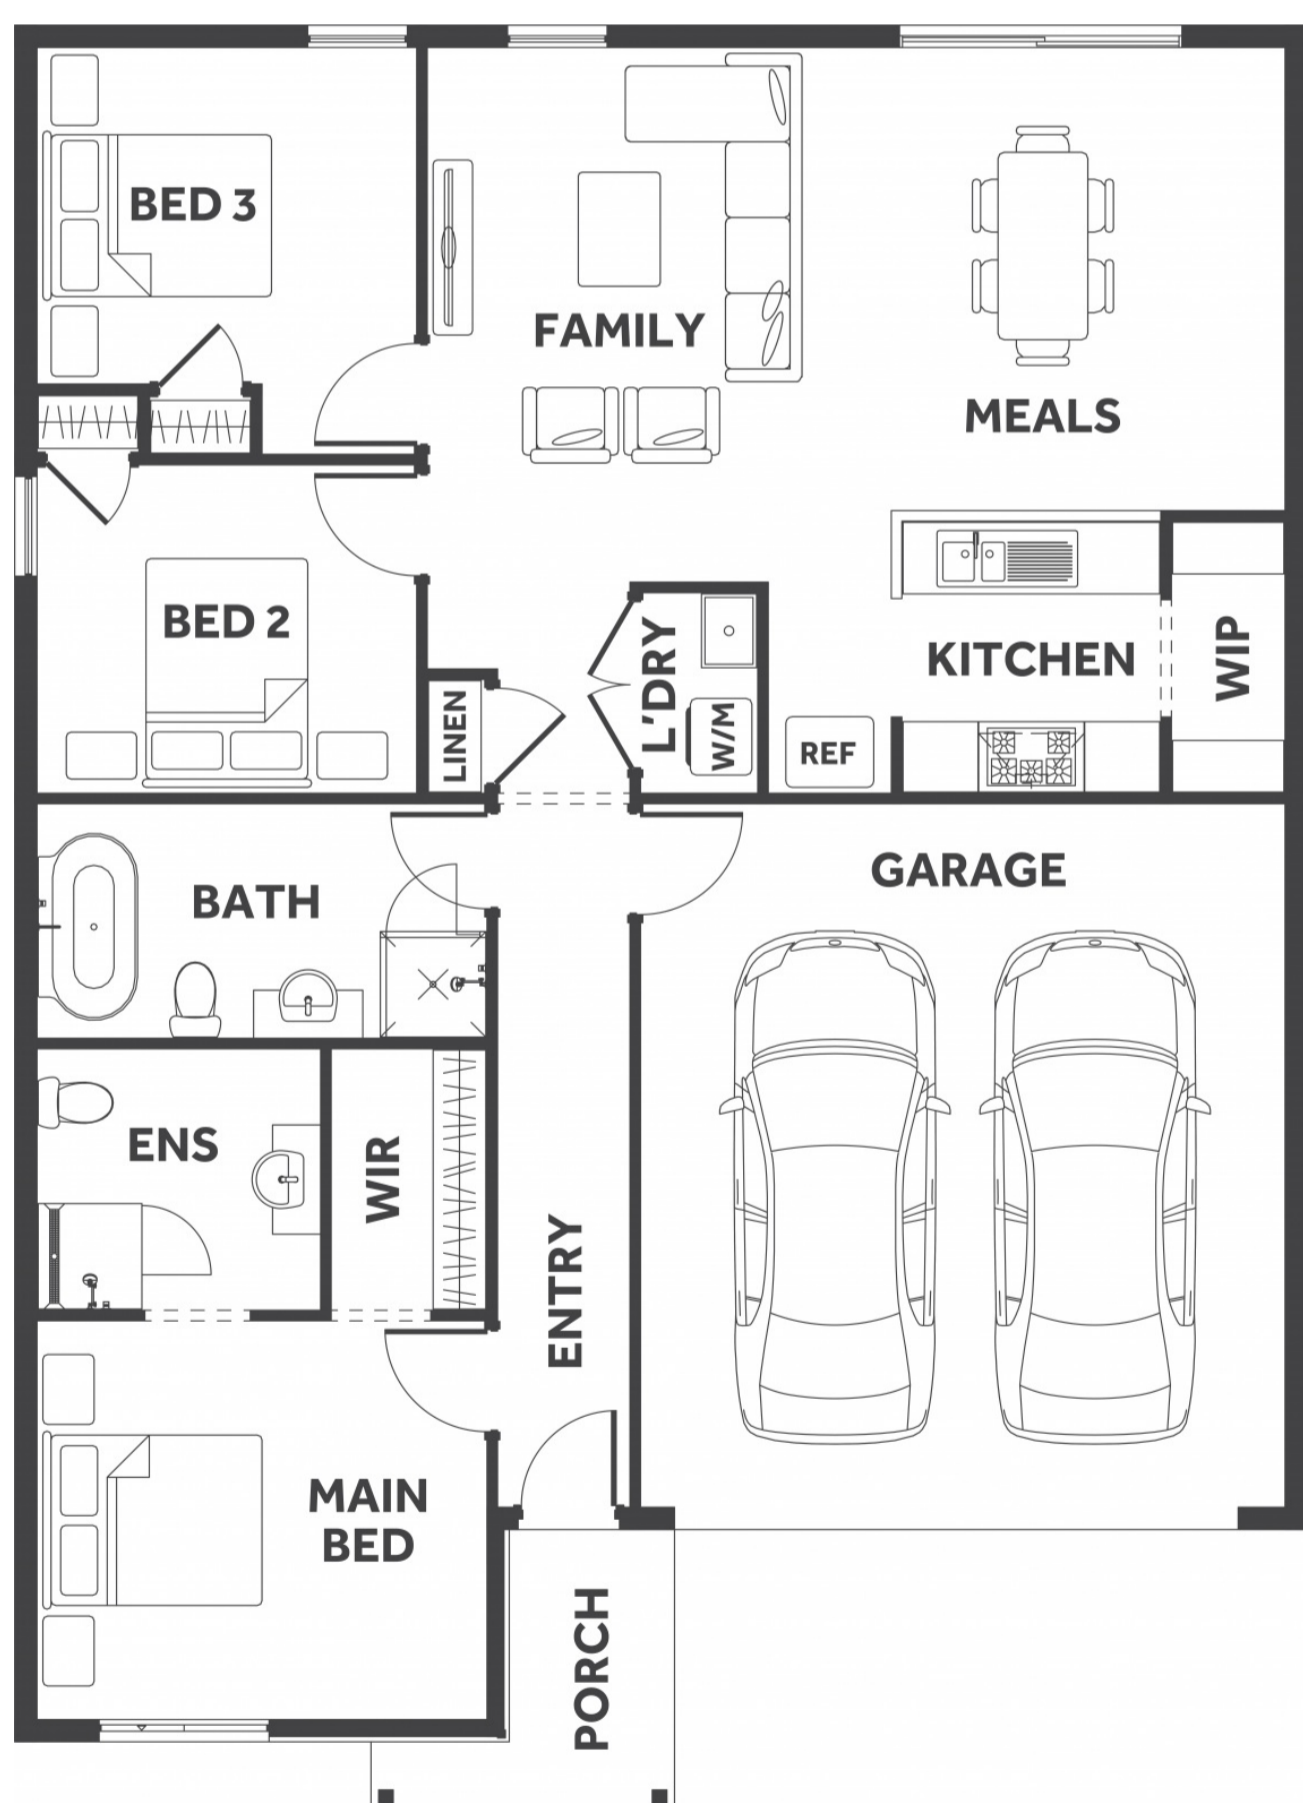 BED 3
FAMILY
MEALS
BED 2
L'DRY
KITCHEN
WIP
LINEN
W/M
REF
GARAGE
BATH
ENS
WIR
ENTRY
MAIN
BED
PORCH